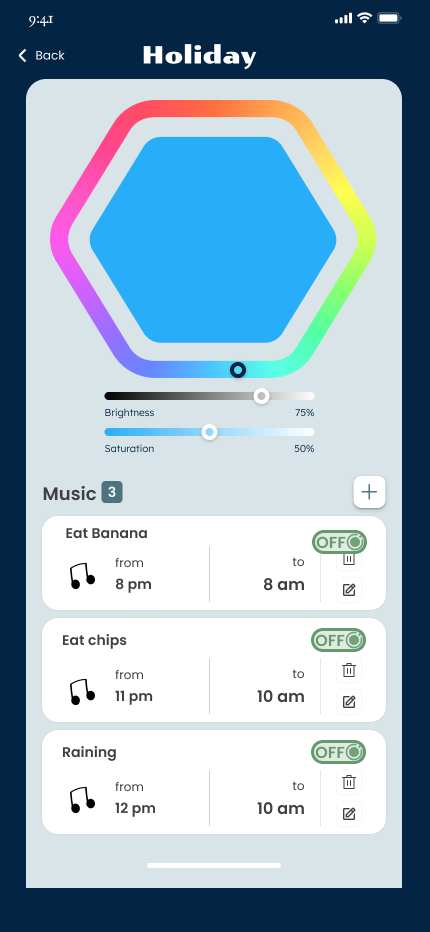 9:41
Back
Holiday
Brightness 75%
Saturation 50%
Music 3
Eat Banana
OFF
from to
8 pm 8 am
Eat chips
OFF
from to
11 pm 10 am
Raining
OFF
from to
12 pm 10 am